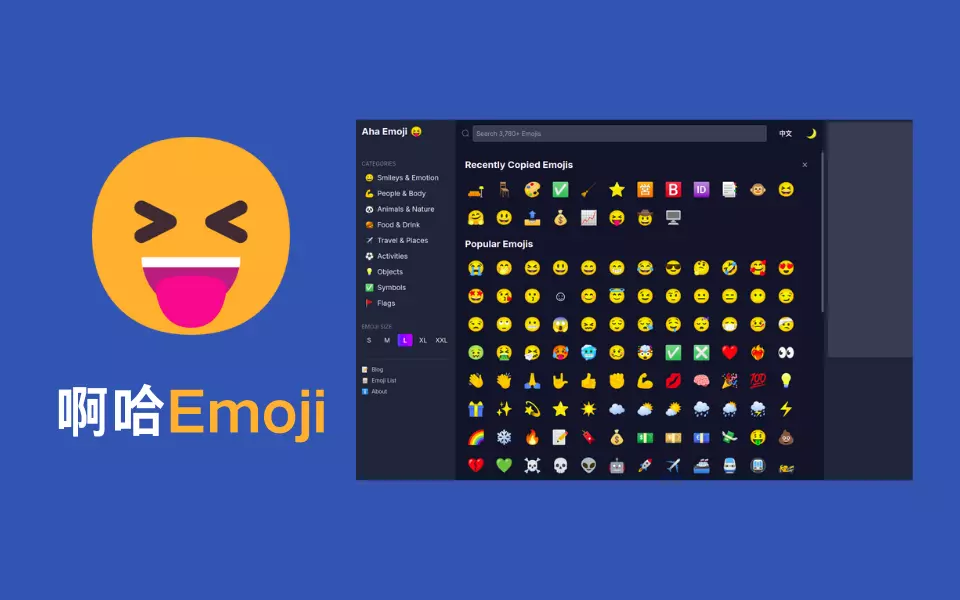 啊哈Emoji
Aha Emoji
CATEGORIES
Smileys & Emotion
People & Body
Animals & Nature
Food & Drink
Travel & Places
Activities
Objects
Symbols
Flags
EMOJI SIZE
S M L XL XXL
Blog
Emoji List
About
Search 3,760+ Emojis
中文
Recently Copied Emojis
Popular Emojis